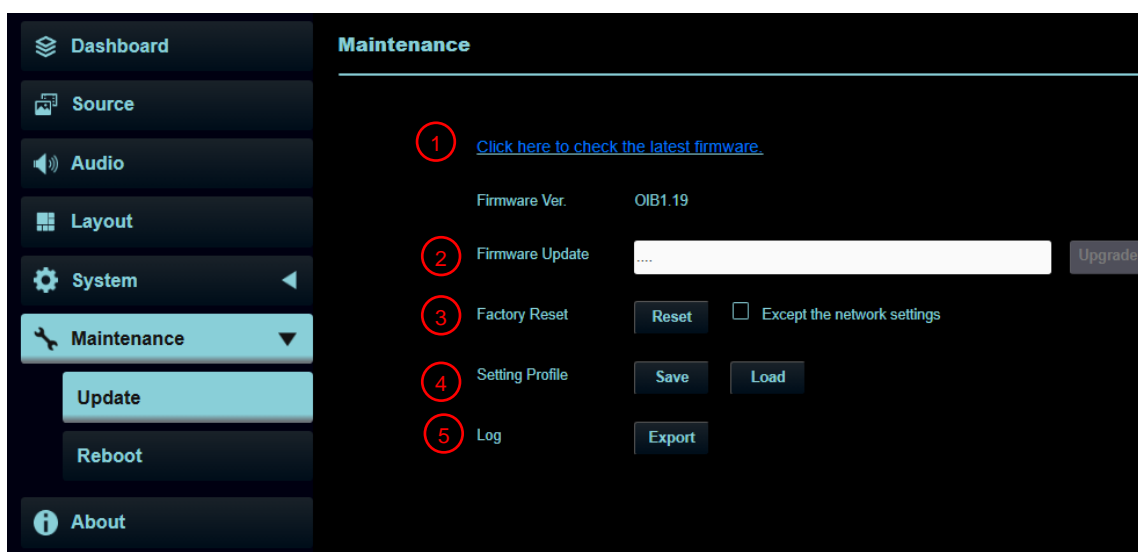 Dashboard
Source
Audio
Layout
System
Maintenance
Update
Reboot
About
Maintenance
1 Click here to check the latest firmware.
Firmware Ver. OIB1.19
2 Firmware Update .... Upgrade
3 Factory Reset Reset Except the network settings
4 Setting Profile Save Load
5 Log Export